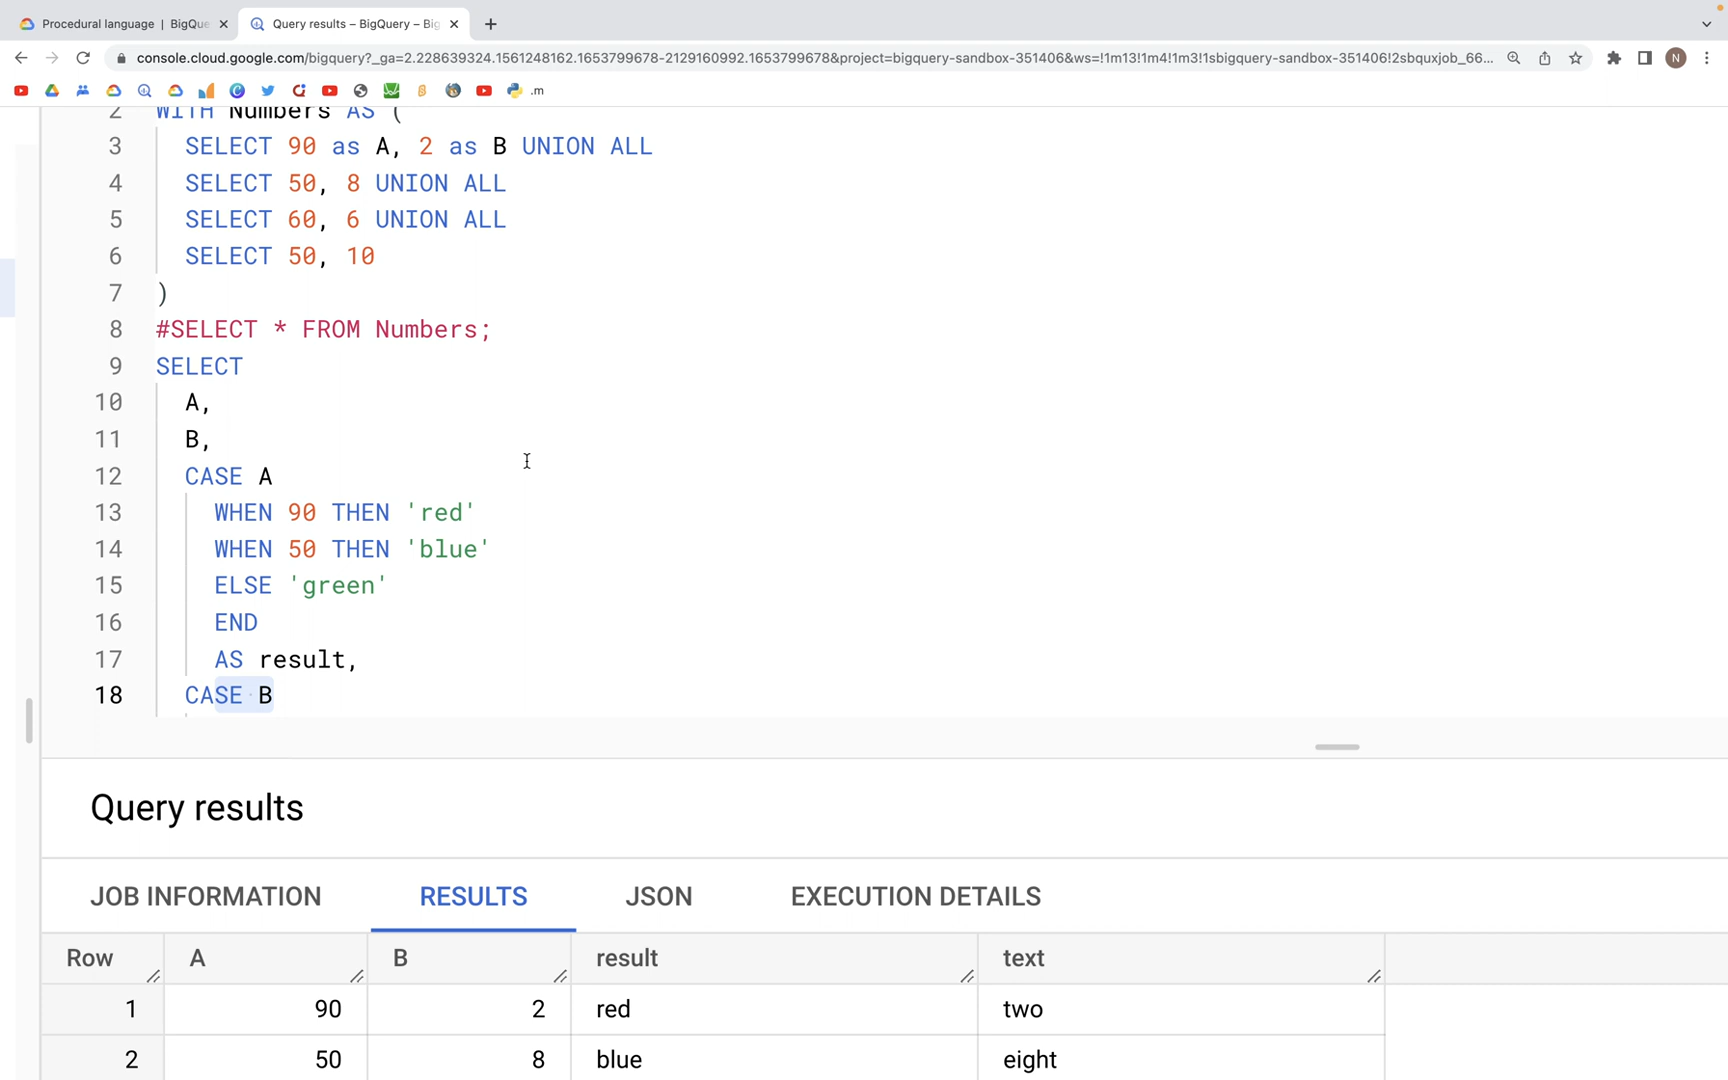 Procedural language | BigQue
Query results – BigQuery – Big
console.cloud.google.com/bigquery?_ga=2.228639324.1561248162.1653799678-2129160992.1653799678&project=bigquery-sandbox-351406&ws=!1m13!1m4!1m3!1sbigquery-sandbox-351406!2sbquxjob_66...
N
.m
2 WITH Numbers AS (
3 SELECT 90 as A, 2 as B UNION ALL
4 SELECT 50, 8 UNION ALL
5 SELECT 60, 6 UNION ALL
6 SELECT 50, 10
7 )
8 #SELECT * FROM Numbers;
9 SELECT
10 A,
11 B,
12 CASE A
13 WHEN 90 THEN 'red'
14 WHEN 50 THEN 'blue'
15 ELSE 'green'
16 END
17 AS result,
18 CASE B
Query results
JOB INFORMATION RESULTS JSON EXECUTION DETAILS
Row A B result text
1 90 2 red two
2 50 8 blue eight